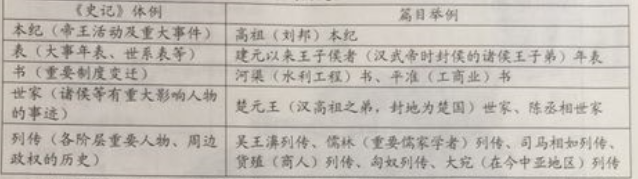 《史记》体例 篇目举例
本纪（帝王活动及重大事件） 高祖（刘邦）本纪
表（大事年表、世系表等） 建元以来王子侯者（汉武帝时封侯的诸侯王子弟）年表
书（重要制度变迁） 河渠（水利工程）书、平准（工商业）书
世家（诸侯等有重大影响人物
的事迹）
楚元王（汉高祖之弟，封地为楚国）世家、陈丞相世家
列传（各阶层重要人物、周边
政权的历史）
吴王濞列传、儒林（重要儒家学者）列传、司马相如列传、
货殖（商人）列传、匈奴列传、大宛（在今中亚地区）列传